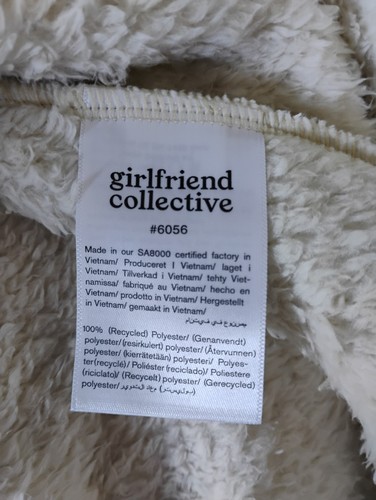 girlfriend
collective
#6056
Made in our SA8000 certified factory in
Vietnam/ Produceret I Vietnam/ laget i
Vietnam/ Tillverkad i Vietnam/ tehty Viet-
namissa/ fabriqué au Vietnam/ hecho en
Vietnam/ prodotto in Vietnam/ Hergestellt
in Vietnam/ gemaakt in Vietnam/
100% (Recycled) Polyester/ (Genanvendt)
polyester/(resirkulert) polyester/ (Återvunnen)
polyester/ (kierrätetään) polyesteri/ Polyes-
ter(recyclé)/ Poliéster (reciclado)/ Poliestere
(riciclato)/ (Recycelt) polyester/ (Gerecycled)
polyester/